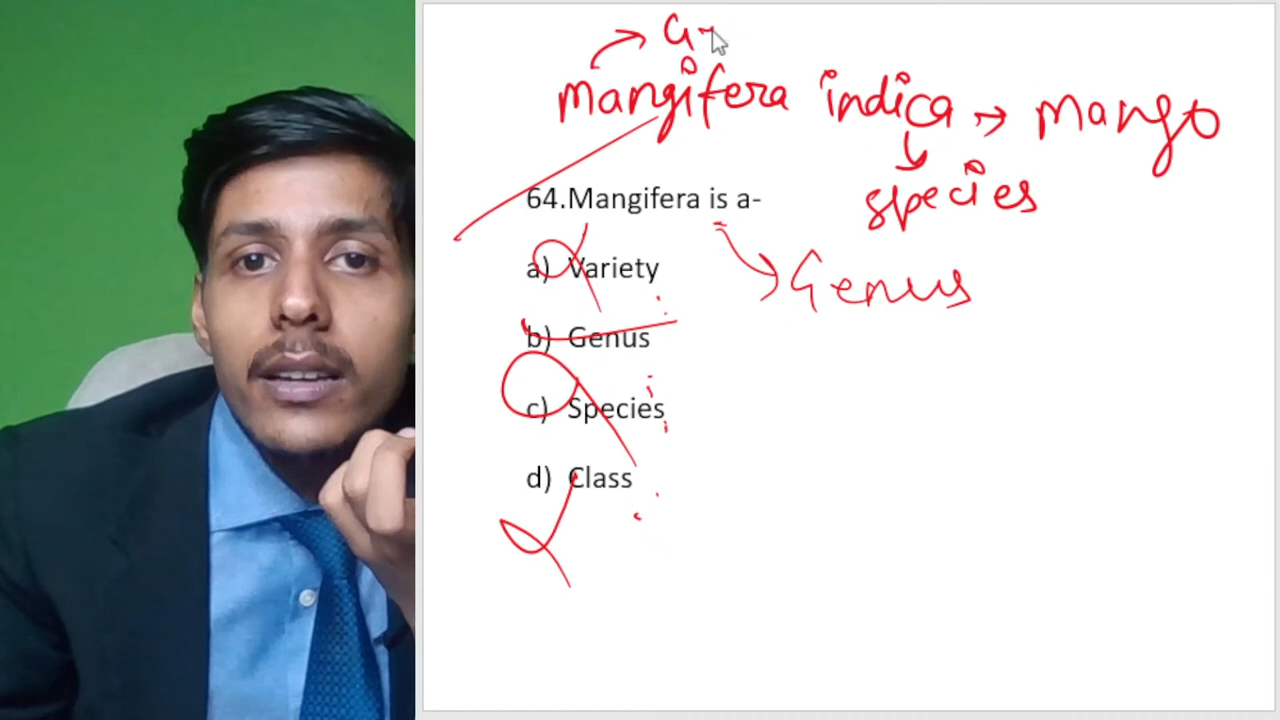 G
mangifera indica → mango
species
64.Mangifera is a-
Genus
a) Variety
b) Genus
c) Species
d) Class